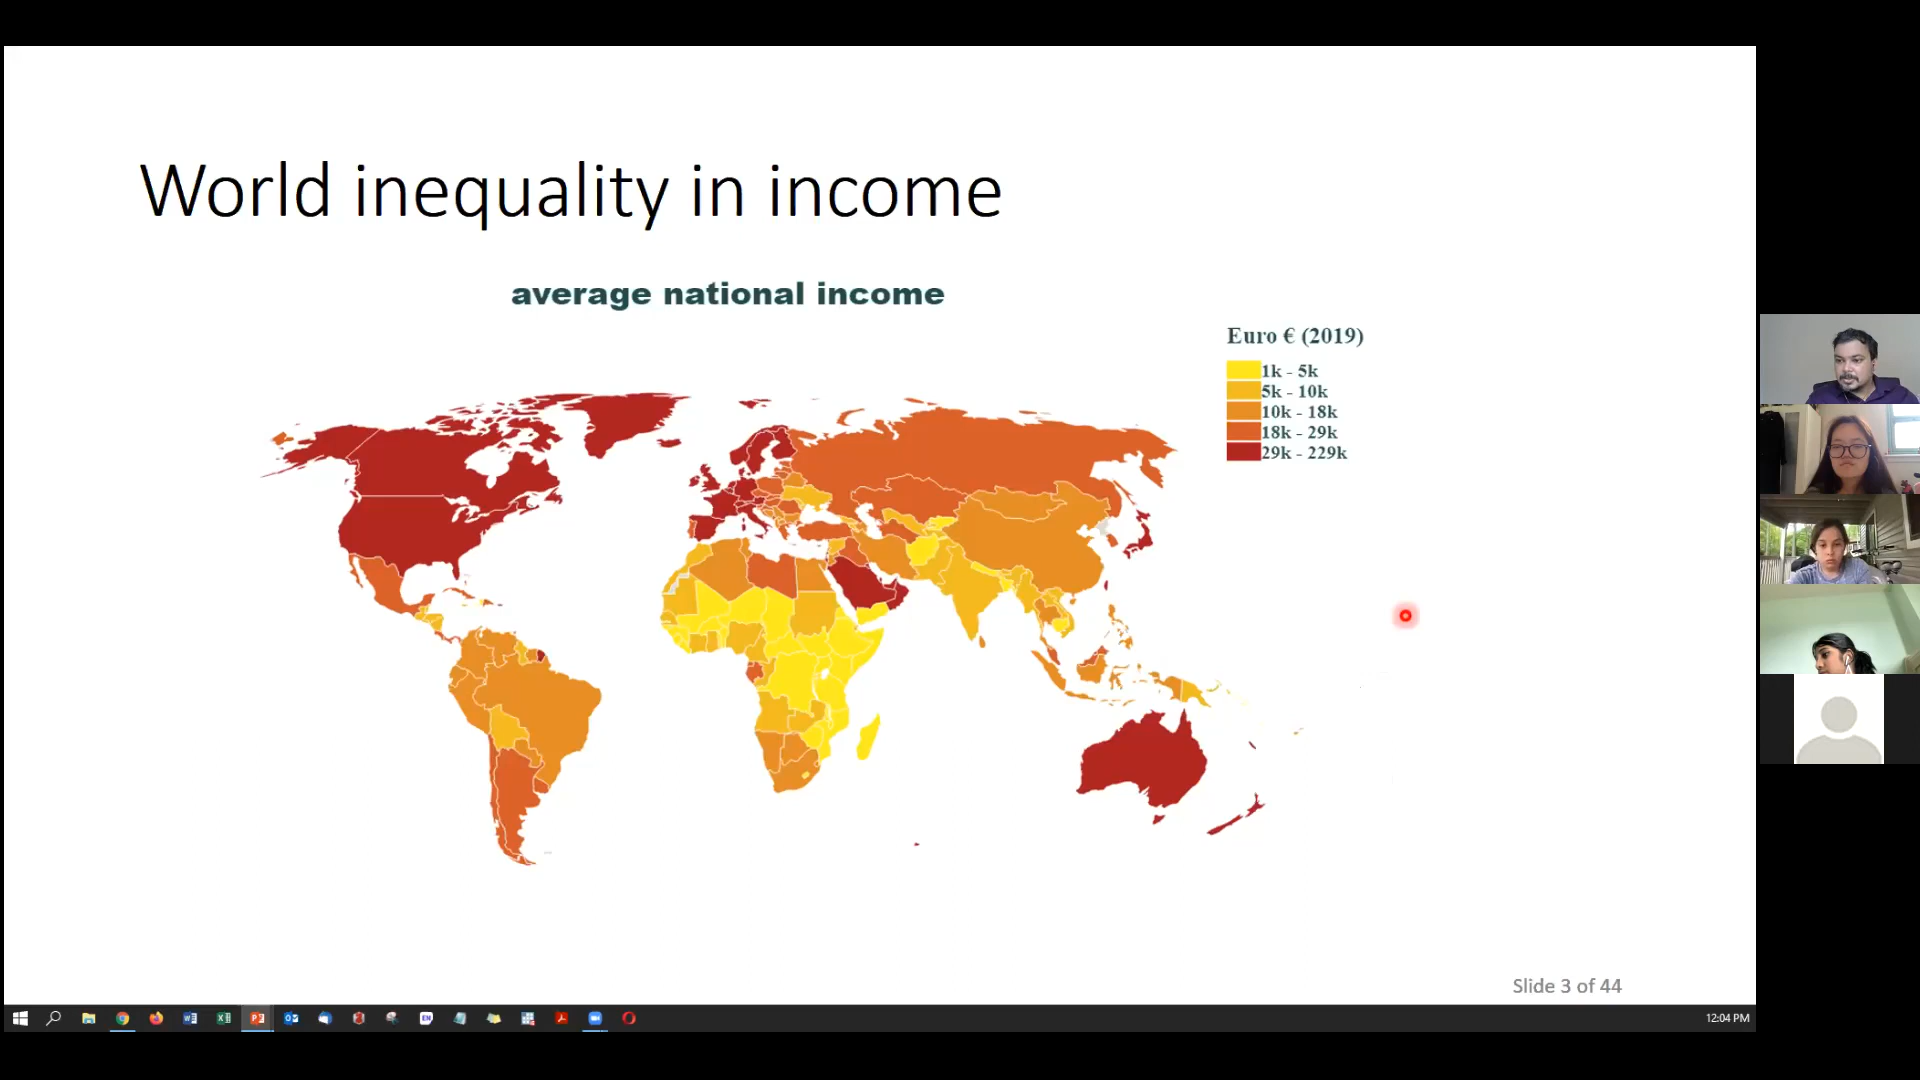 World inequality in income
average national income
Euro € (2019)
1k - 5k
5k - 10k
10k - 18k
18k - 29k
29k - 229k
Slide 3 of 44
EN
12:04 PM